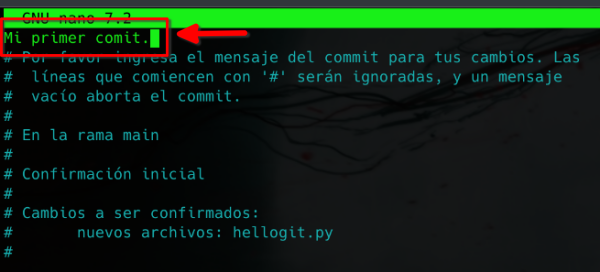 GNU nano 7.2
Mi primer comit.
# Por favor ingresa el mensaje del commit para tus cambios. Las
#  líneas que comiencen con '#' serán ignoradas, y un mensaje
#  vacío aborta el commit.
#
# En la rama main
#
# Confirmación inicial
#
# Cambios a ser confirmados:
#       nuevos archivos: hellogit.py
#